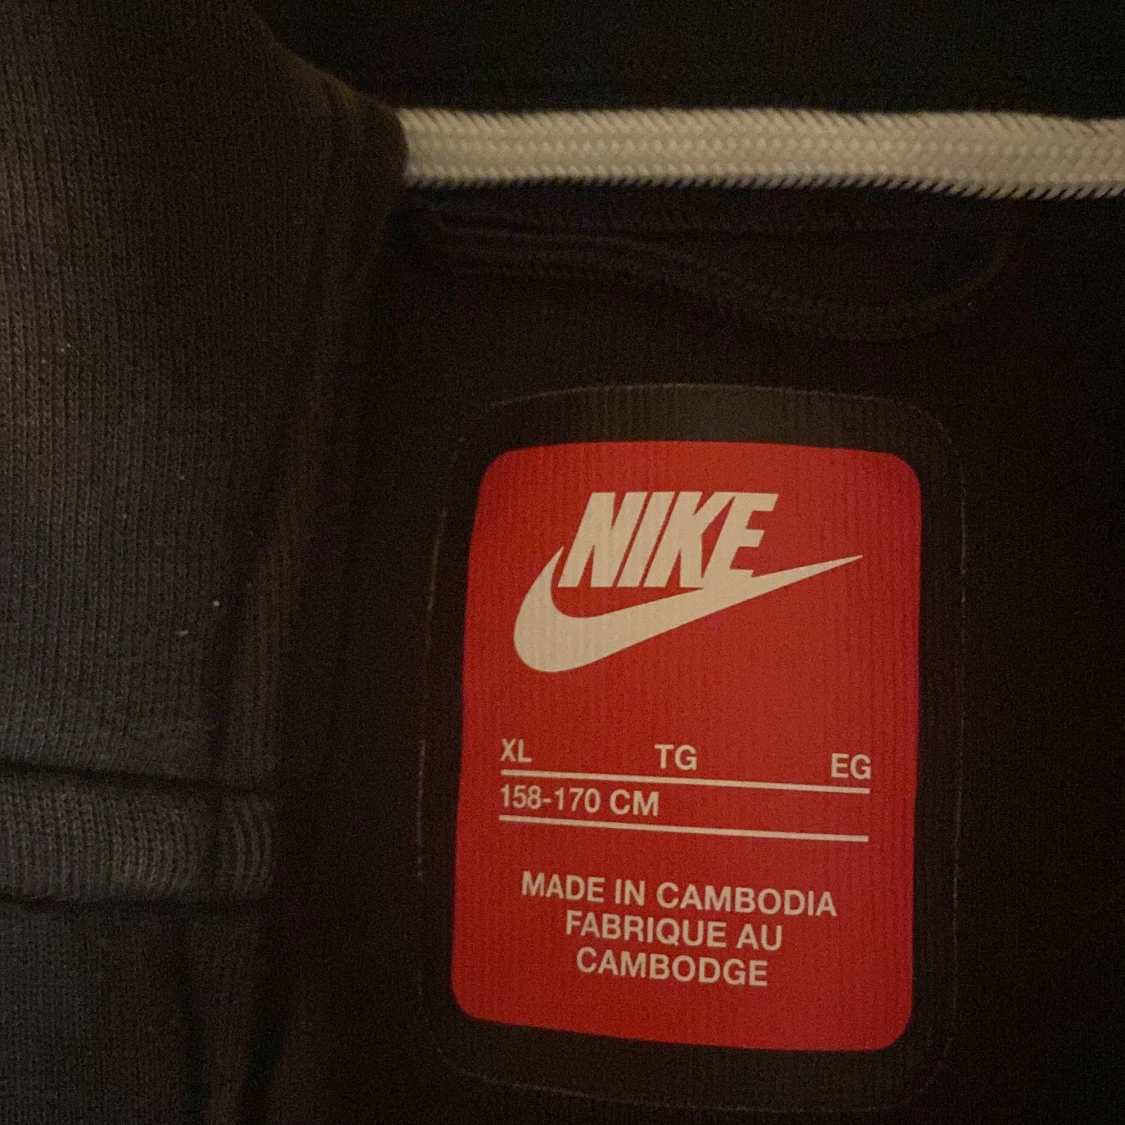 NIKE
XL TG EG
158-170 CM
MADE IN CAMBODIA
FABRIQUE AU
CAMBODGE